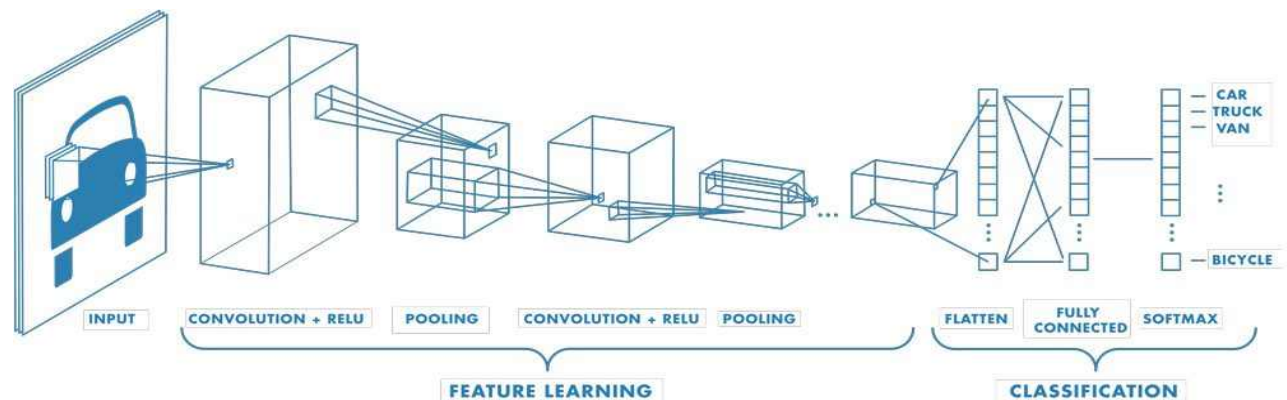 CAR
TRUCK
VAN
BICYCLE
INPUT
CONVOLUTION + RELU
POOLING
CONVOLUTION + RELU
POOLING
FLATTEN
FULLY
CONNECTED
SOFTMAX
FEATURE LEARNING
CLASSIFICATION